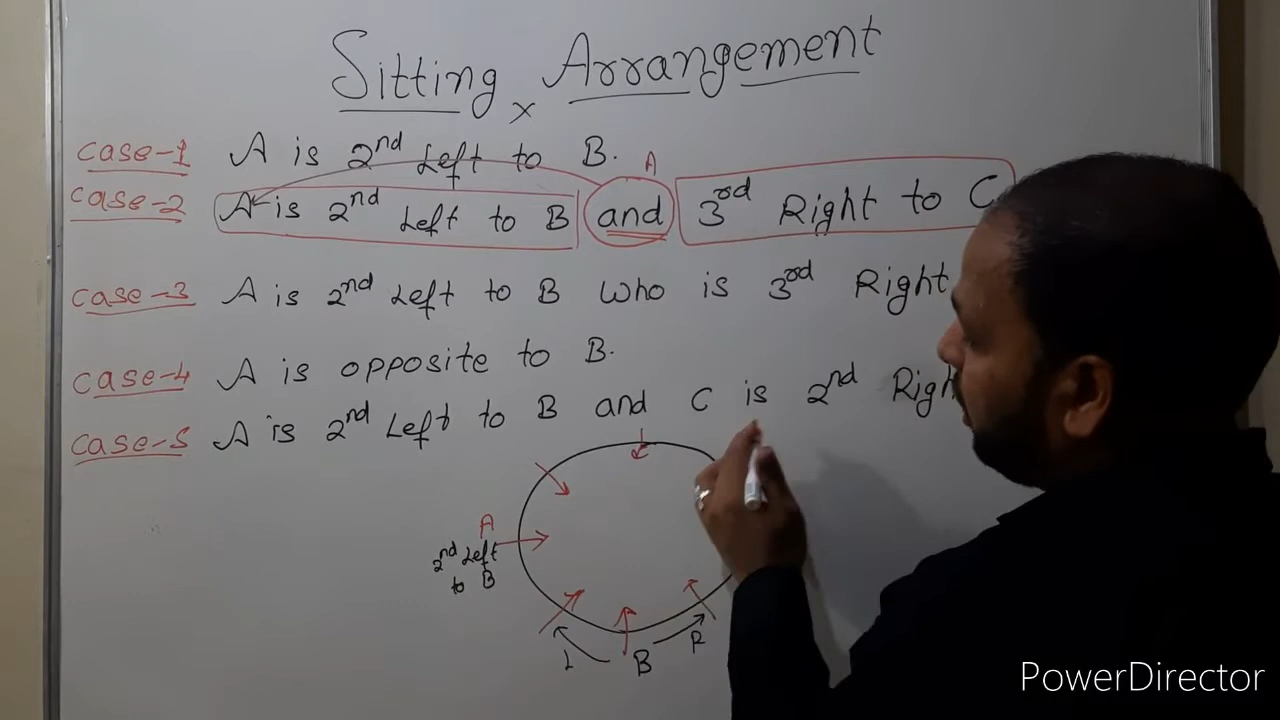 Sitting Arrangement
x
case-1 A is 2nd Left to B.
A
case-2 A is 2nd Left to B and 3rd Right to C
case-3 A is 2nd Left to B who is 3rd Right
case-4 A is opposite to B.
case-5 A is 2nd Left to B and C is 2nd Righ
A
2nd Left
to B
L B R
PowerDirector